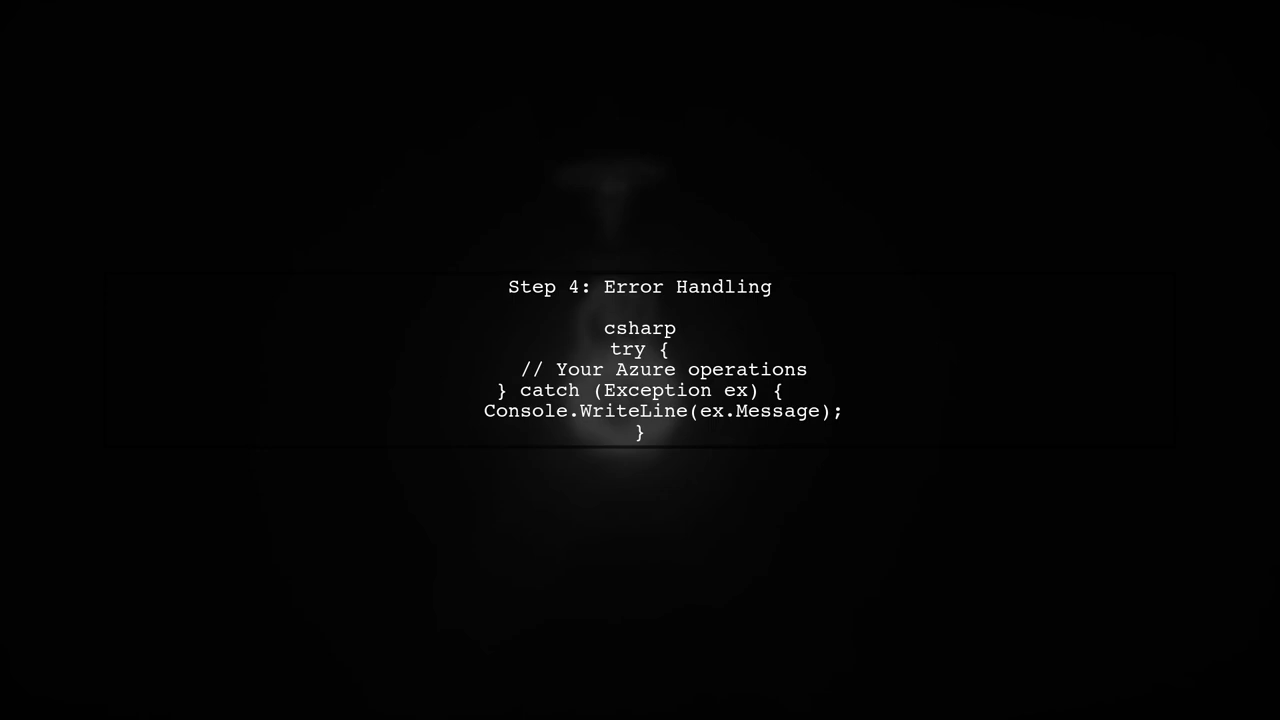 Step 4: Error Handling
csharp
try {
// Your Azure operations
} catch (Exception ex) {
Console.WriteLine(ex.Message);
}